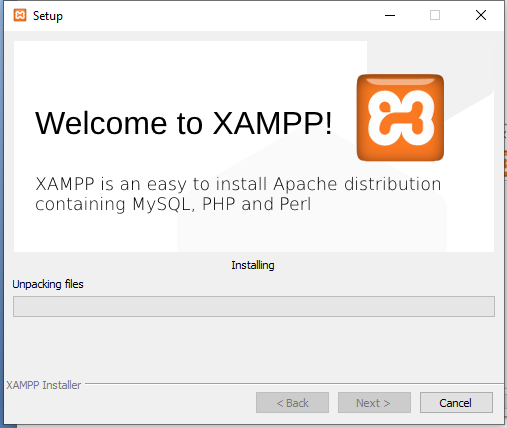 Setup
Welcome to XAMPP!
XAMPP is an easy to install Apache distribution
containing MySQL, PHP and Perl
Installing
Unpacking files
XAMPP Installer
< Back
Next >
Cancel